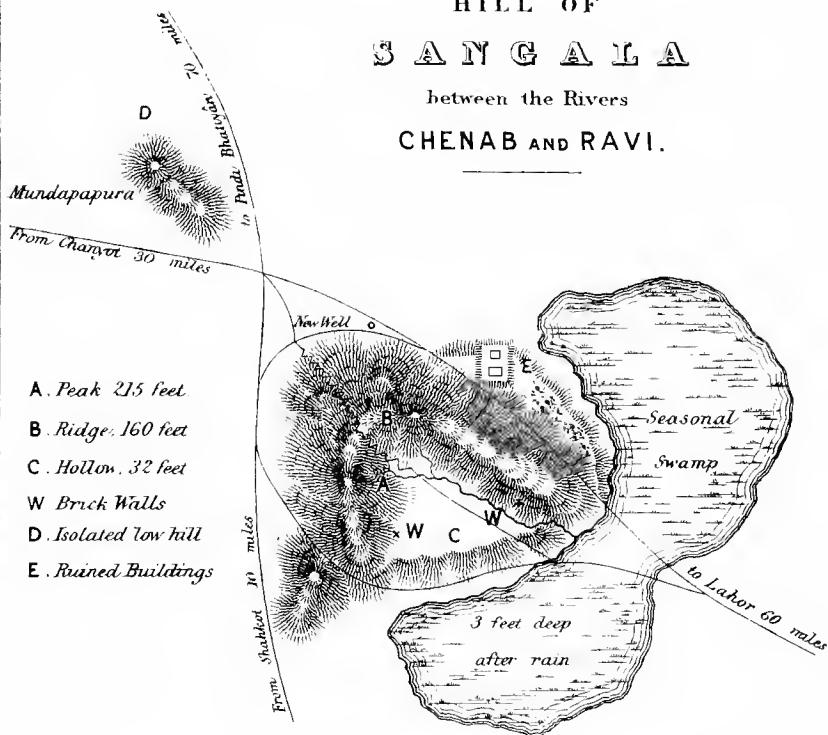 HILL OF
SANGALA
between the Rivers
CHENAB AND RAVI.
to Pindi Bhatiyân 70 miles
D
Mundapapura
From Chanyot 30 miles
New Well
E
A. Peak 215 feet
B. Ridge, 160 feet
C. Hollow, 32 feet
W Brick Walls
D. Isolated low hill
E. Ruined Buildings
B
A
W
W
C
Seasonal
Swamp
3 feet deep
after rain
From Shahkot 10 miles
to Lahor 60 miles